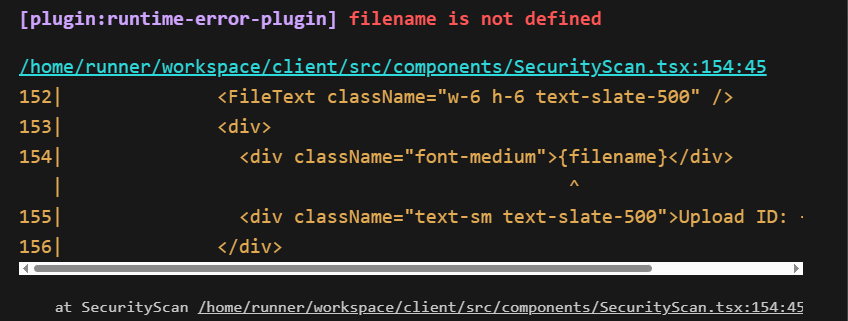 [plugin:runtime-error-plugin] filename is not defined
/home/runner/workspace/client/src/components/SecurityScan.tsx:154:45
152|             <FileText className="w-6 h-6 text-slate-500" />
153|             <div>
154|               <div className="font-medium">{filename}</div>
   |                                             ^
155|               <div className="text-sm text-slate-500">Upload ID:
156|             </div>
at SecurityScan /home/runner/workspace/client/src/components/SecurityScan.tsx:154:45